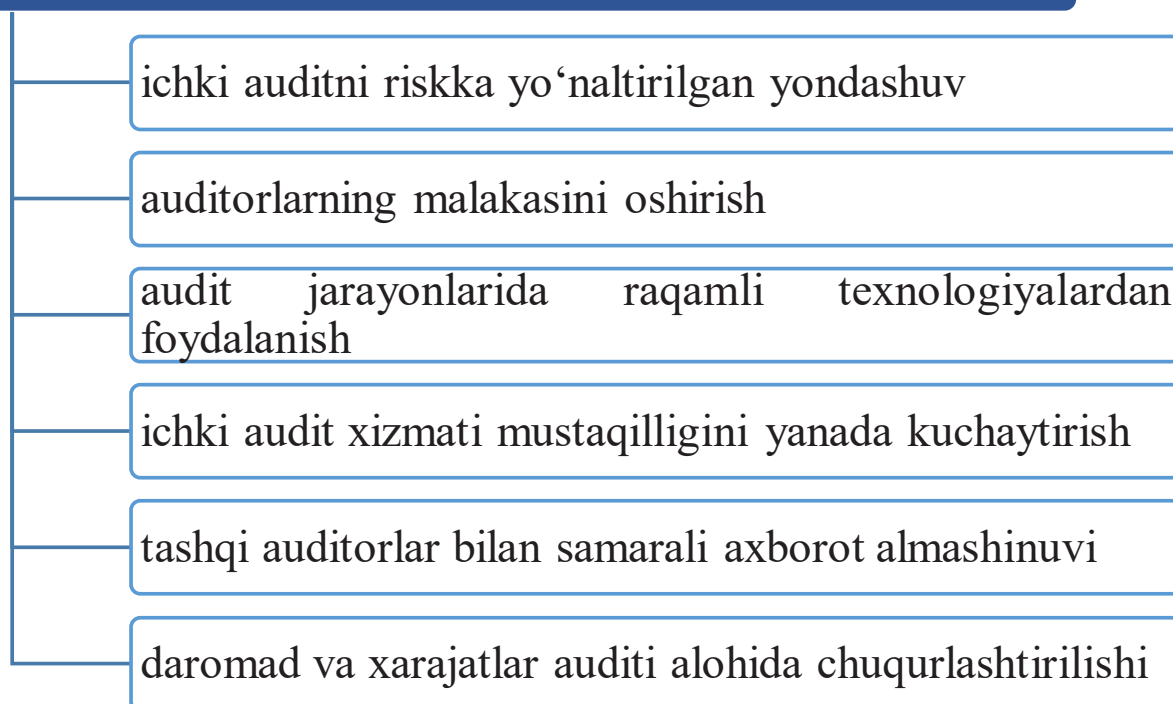 ichki auditni riskka yo‘naltirilgan yondashuv
auditorlarning malakasini oshirish
audit jarayonlarida raqamli texnologiyalardan
foydalanish
ichki audit xizmati mustaqilligini yanada kuchaytirish
tashqi auditorlar bilan samarali axborot almashinuvi
daromad va xarajatlar auditi alohida chuqurlashtirilishi